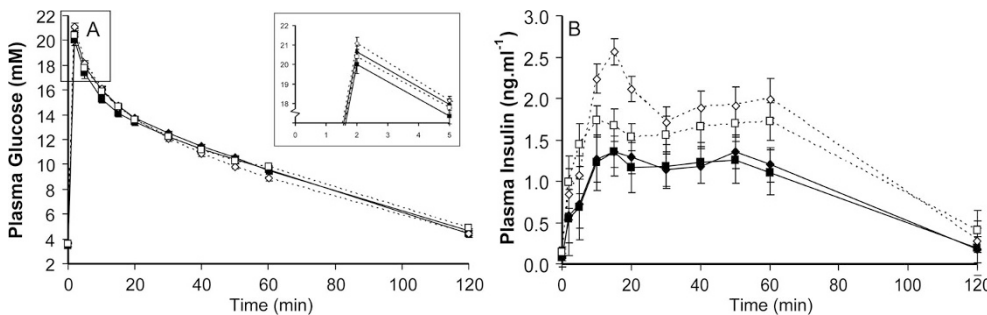 A
Plasma Glucose (mM)
22
20
18
16
14
12
10
8
6
4
2
0 20 40 60 80 100 120
Time (min)
22
21
20
19
18
0 1 2 3 4 5
B
Plasma Insulin (ng.ml-1)
3.0
2.5
2.0
1.5
1.0
0.5
0.0
0 20 40 60 80 100 120
Time (min)